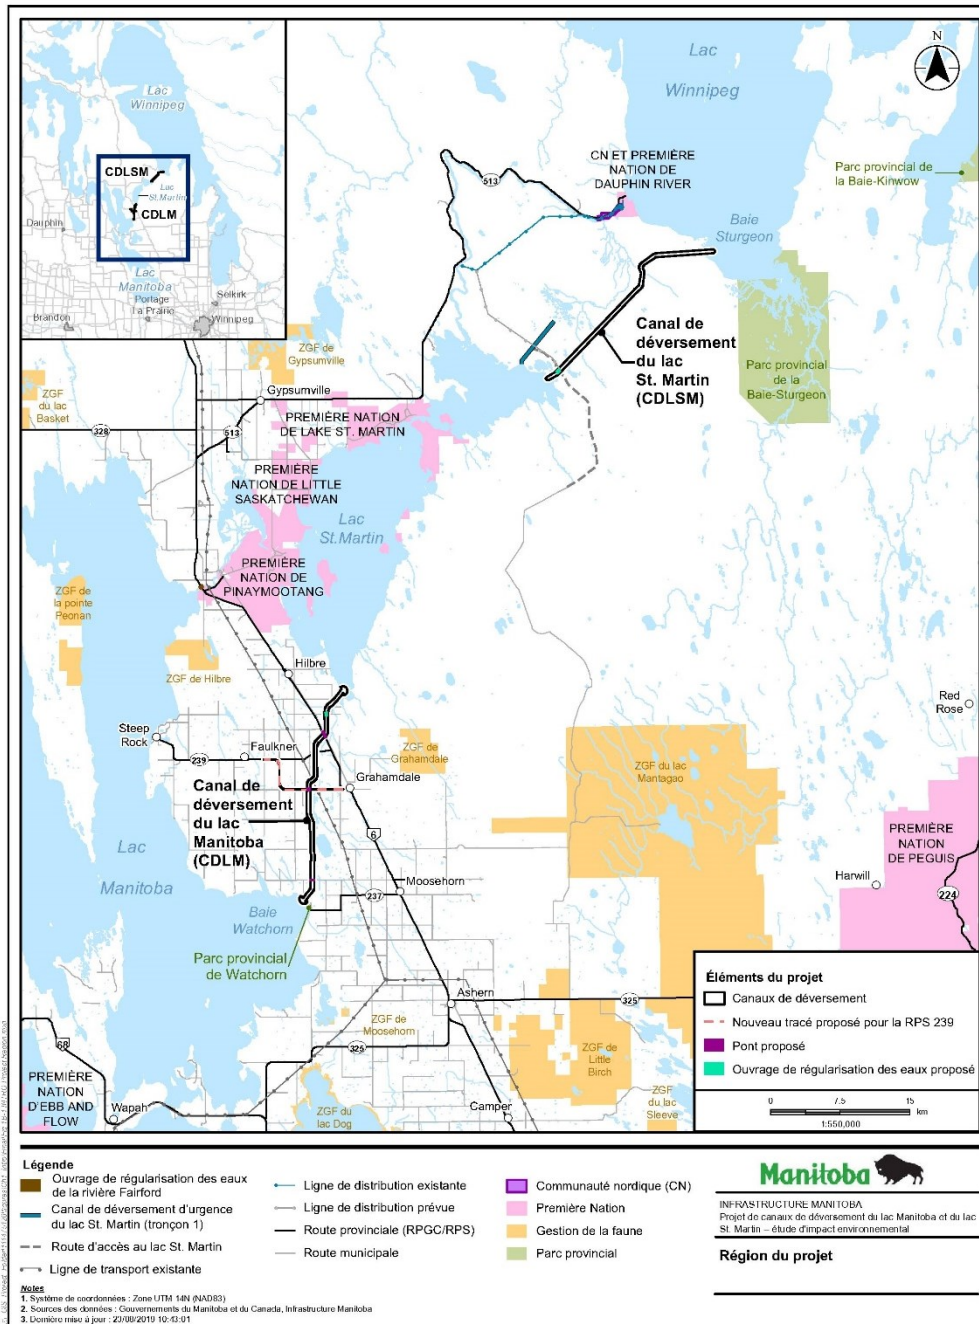 Lac
Winnipeg
CDLSM
Lac
St.Martin
CDLM
Dauphin
Lac
Manitoba
Portage
La Prairie
Selkirk
Brandon
Winnipeg
N
Lac
Winnipeg
CN ET PREMIÈRE
NATION DE
DAUPHIN RIVER
513
Parc provincial de
la Baie-Kinwow
Baie
Sturgeon
Canal de
déversement
du lac
St. Martin
(CDLSM)
Parc provincial
de la
Baie-Sturgeon
ZGF de
Gypsumville
ZGF
du lac
Basket
Gypsumville
328
513
PREMIÈRE NATION
DE LAKE ST. MARTIN
PREMIÈRE
NATION DE LITTLE
SASKATCHEWAN
Lac
St.Martin
PREMIÈRE
NATION DE
PINAYMOOTANG
ZGF de
la pointe
Peonan
ZGF de Hilbre
Hilbre
Steep
Rock
239
Faulkner
ZGF de
Grahamdale
Grahamdale
Canal de
déversement
du lac
Manitoba
(CDLM)
6
Red
Rose
ZGF du lac
Mantagao
PREMIÈRE
NATION
DE PEGUIS
Harwill
224
Lac
Manitoba
Moosehorn
237
Baie
Watchorn
Parc provincial
de Watchorn
Ashern
325
ZGF de
Moosehorn
325
68
PREMIÈRE
NATION
D'EBB AND
FLOW
Wapah
ZGF du
lac Dog
Camper
ZGF de
Little
Birch
ZGF
du lac
Sleeve
Éléments du projet
Canaux de déversement
Nouveau tracé proposé pour la RPS 239
Pont proposé
Ouvrage de régularisation des eaux proposé
0 7.5 15
km
1:550,000
Légende
Ouvrage de régularisation des eaux
de la rivière Fairford
Canal de déversement d'urgence
du lac St. Martin (tronçon 1)
Route d'accès au lac St. Martin
Ligne de transport existante
Ligne de distribution existante
Ligne de distribution prévue
Route provinciale (RPGC/RPS)
Route municipale
Communauté nordique (CN)
Première Nation
Gestion de la faune
Parc provincial
Manitoba
INFRASTRUCTURE MANITOBA
Projet de canaux de déversement du lac Manitoba et du lac
St. Martin – étude d'impact environnemental
Région du projet
Notes
1. Système de coordonnées : Zone UTM 14N (NAD83)
2. Sources des données : Gouvernements du Manitoba et du Canada, Infrastructure Manitoba
3. Dernière mise à jour : 23/08/2019 10:43:01